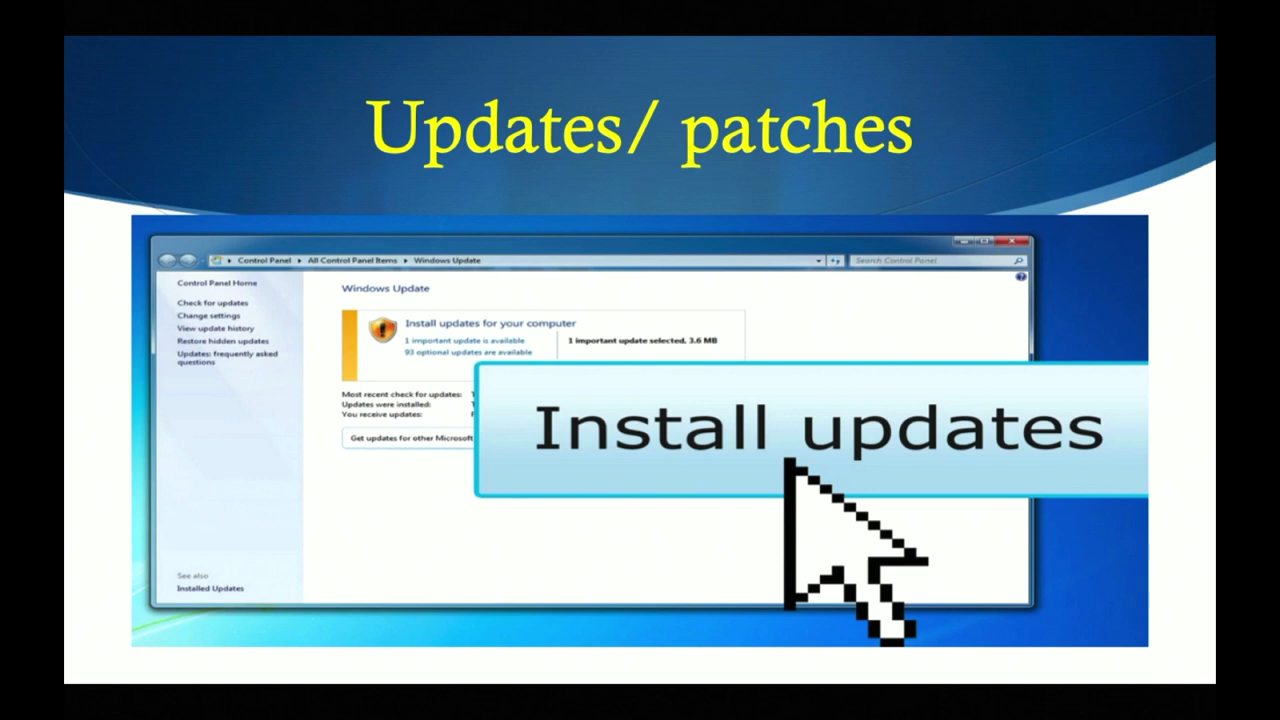 Updates/ patches
Control Panel ▸ All Control Panel Items ▸ Windows Update
Search Control Panel
Control Panel Home
Check for updates
Change settings
View update history
Restore hidden updates
Updates: frequently asked
questions
Windows Update
Install updates for your computer
1 important update is available
93 optional updates are available
1 important update selected, 3.6 MB
Most recent check for updates:
Updates were installed:
You receive updates:
Get updates for other Microsoft
Install updates
See also
Installed Updates